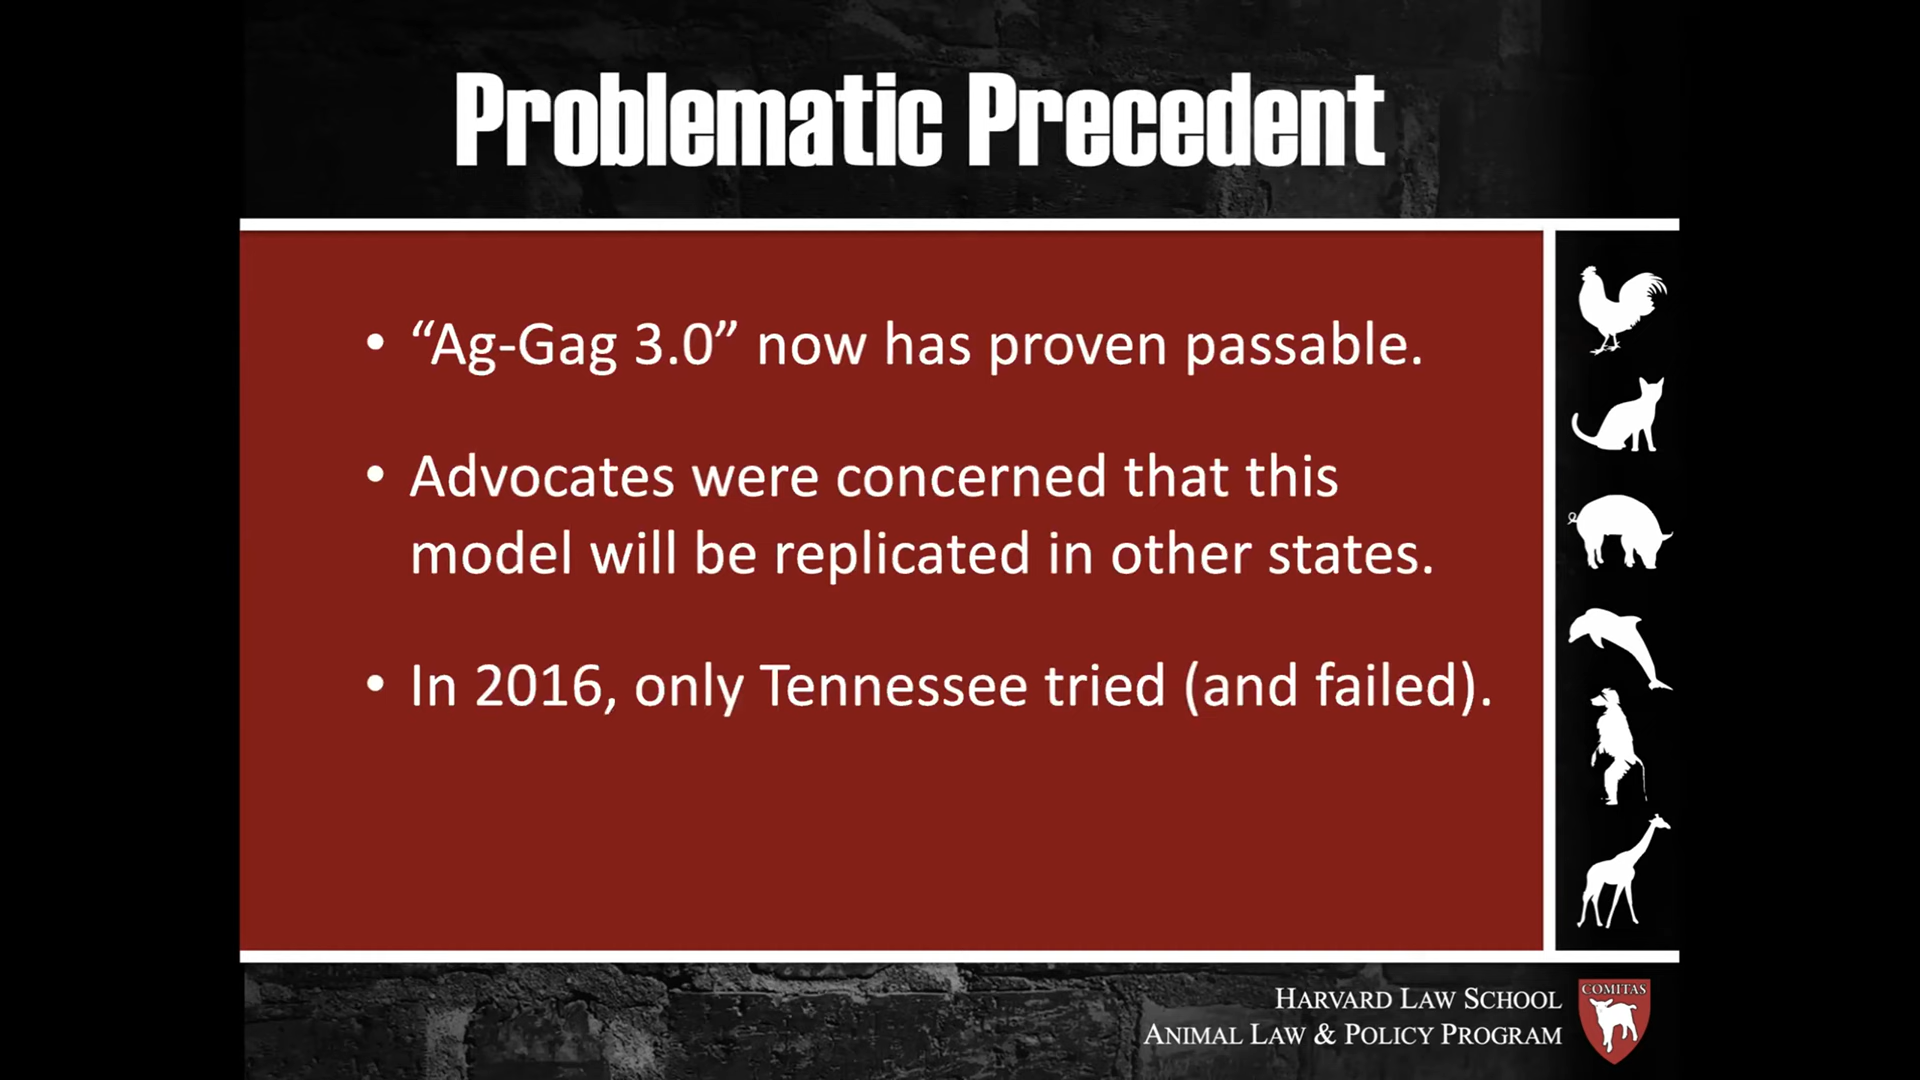 Problematic Precedent
• “Ag-Gag 3.0” now has proven passable.
• Advocates were concerned that this
model will be replicated in other states.
• In 2016, only Tennessee tried (and failed).
HARVARD LAW SCHOOL
ANIMAL LAW & POLICY PROGRAM
COMITAS